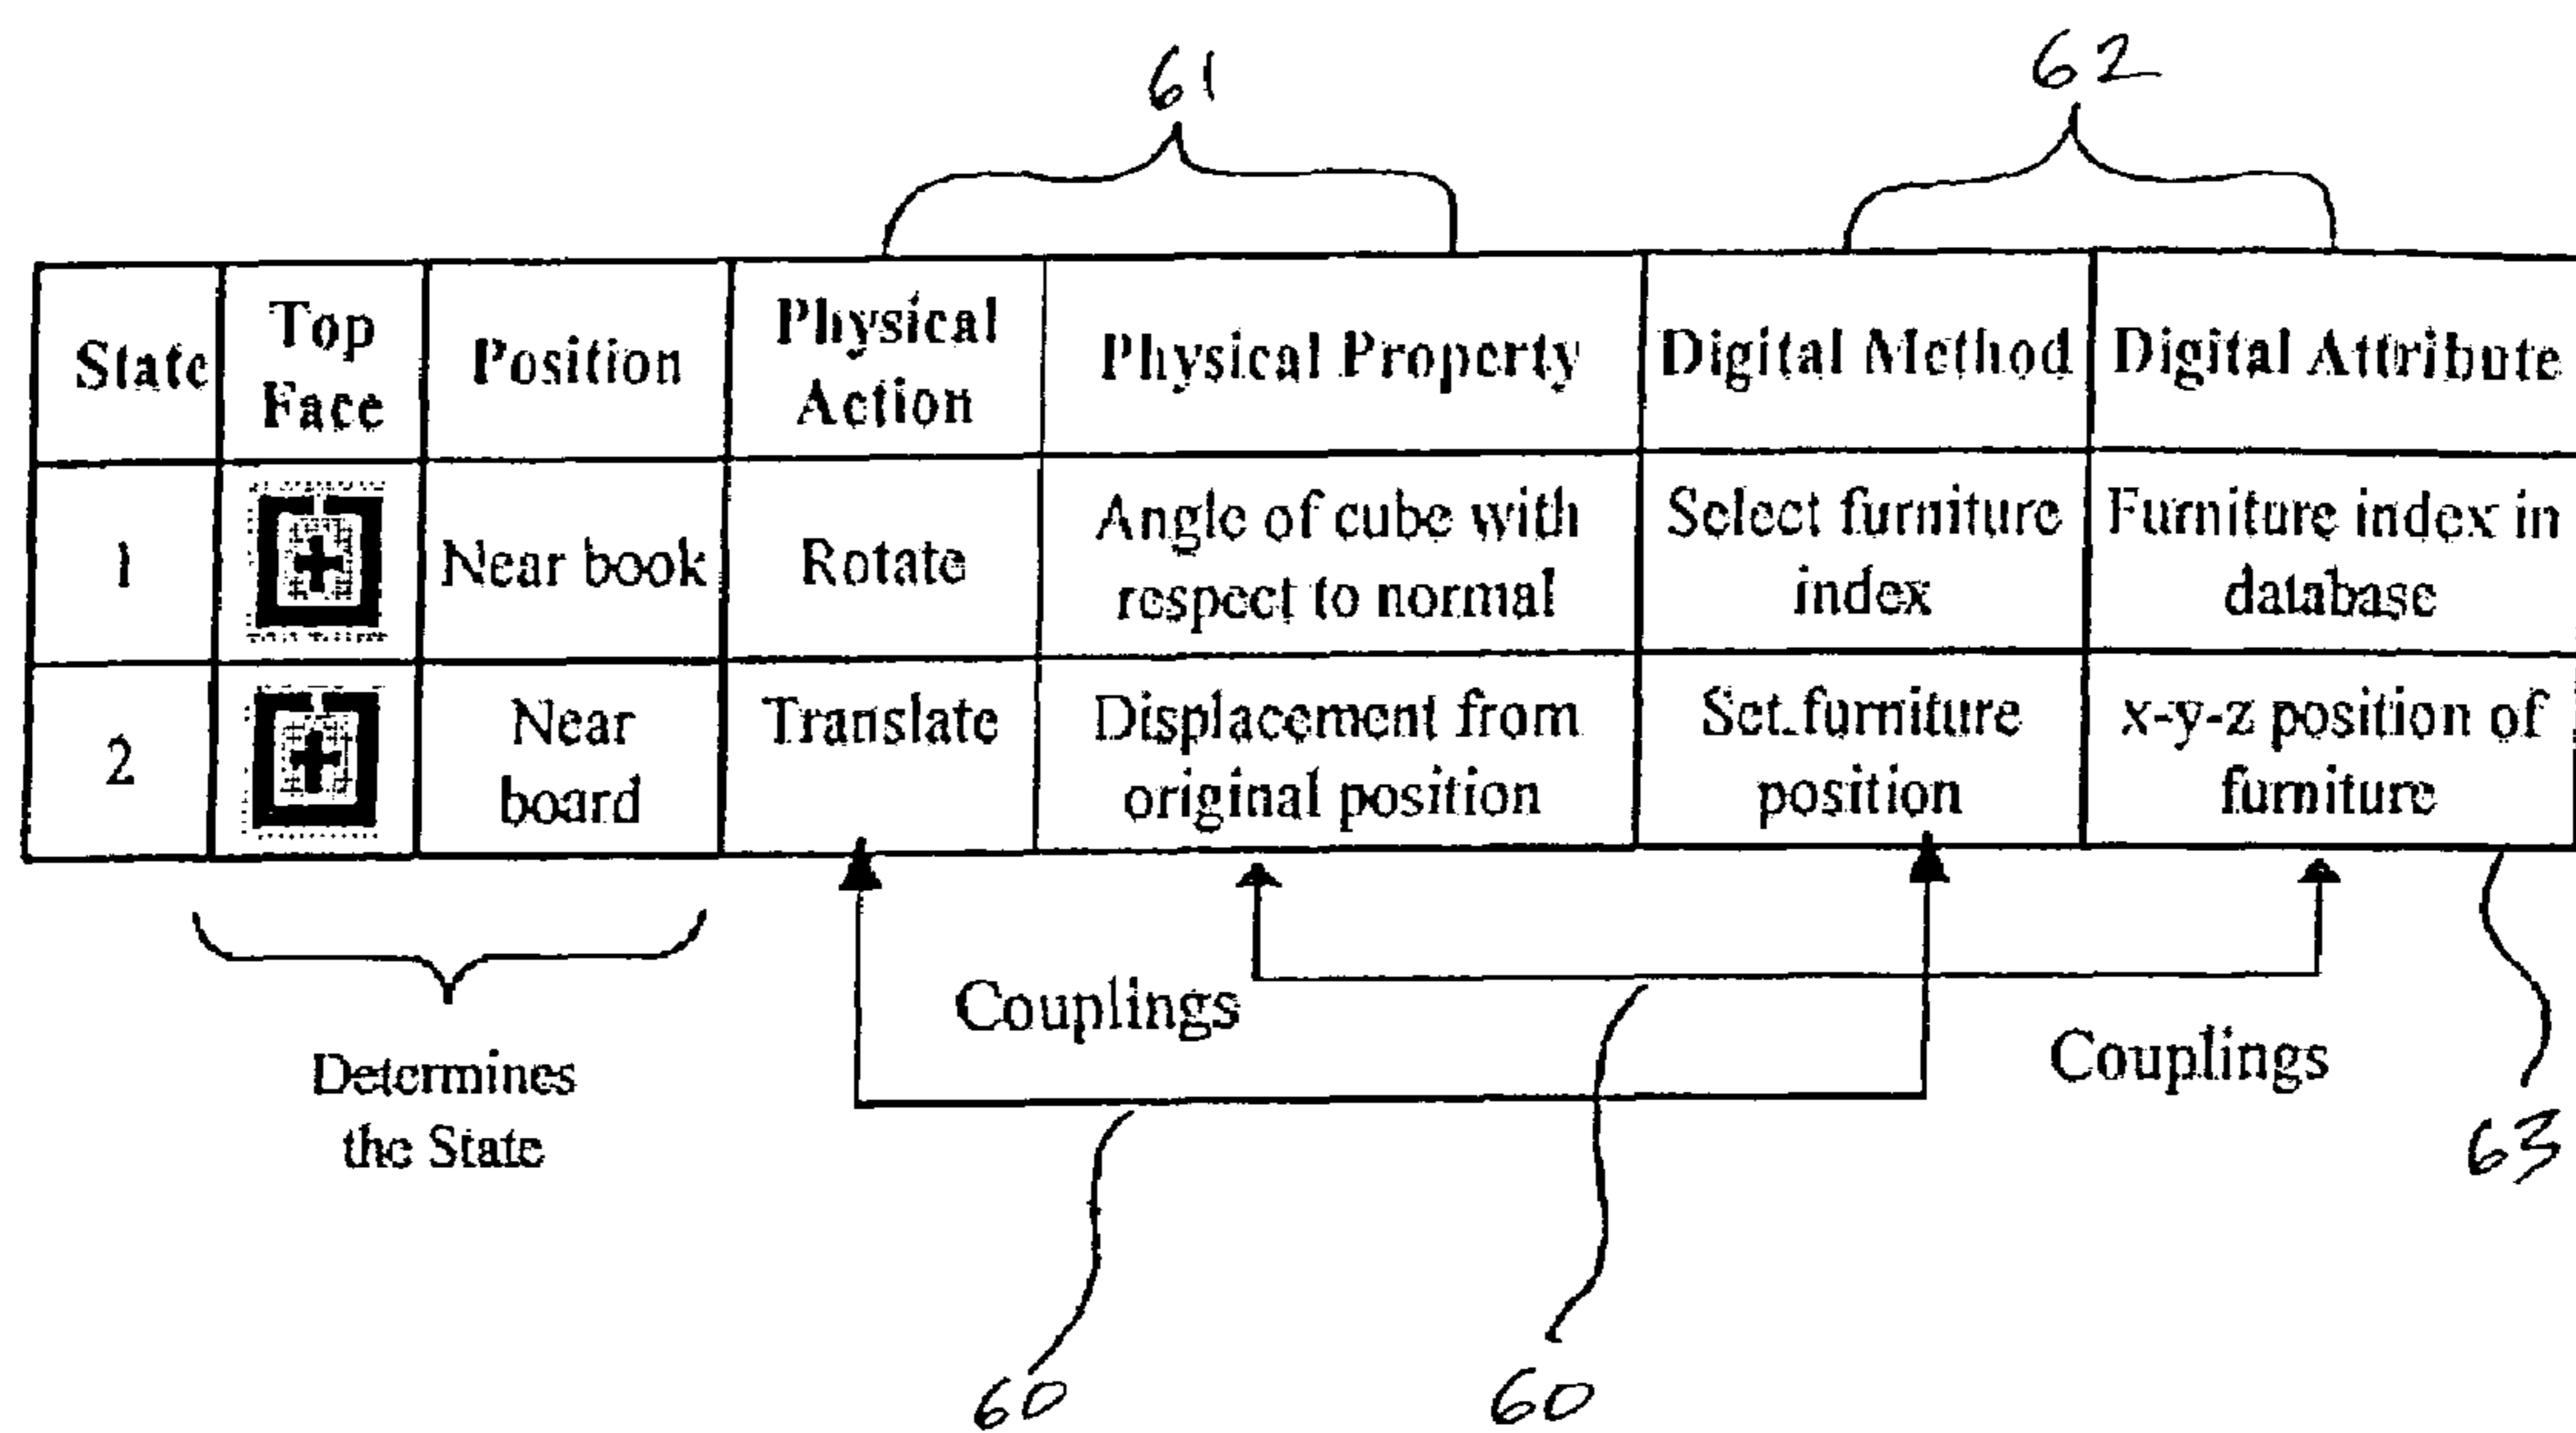 61
62
State
Top
Face
Position
Physical
Action
Physical Property
Digital Method
Digital Attribute
1
Near book
Rotate
Angle of cube with
respect to normal
Select furniture
index
Furniture index in
database
2
Near
board
Translate
Displacement from
original position
Set furniture
position
x-y-z position of
furniture
Determines
the State
Couplings
Couplings
63
60
60